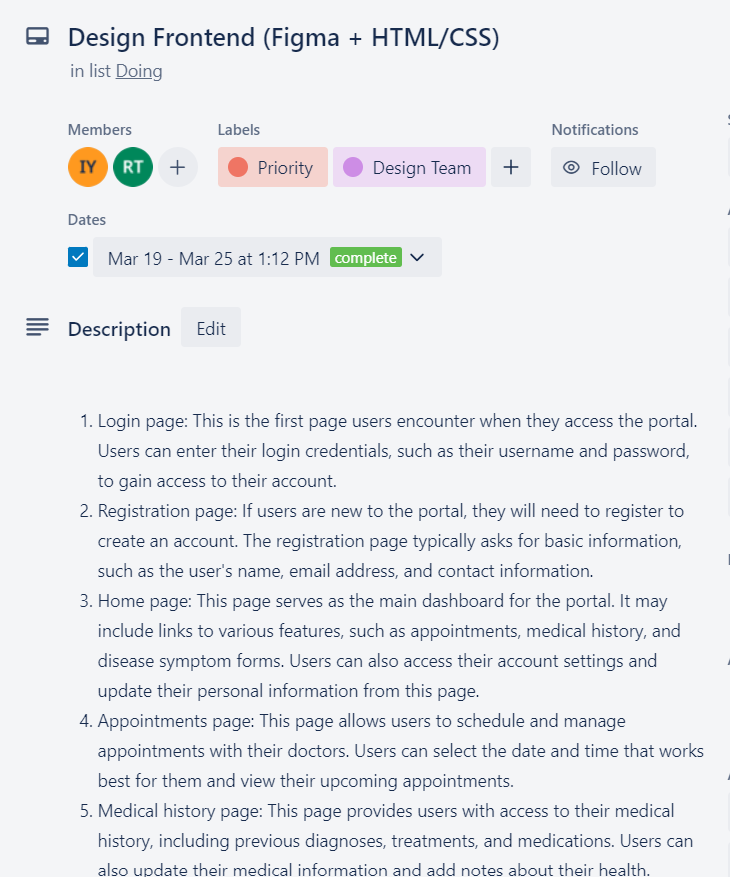 Design Frontend (Figma + HTML/CSS)
in list Doing
Members
Labels
Notifications
IY RT + Priority Design Team + Follow
Dates
Mar 19 - Mar 25 at 1:12 PM complete
Description Edit
1. Login page: This is the first page users encounter when they access the portal.
Users can enter their login credentials, such as their username and password,
to gain access to their account.
2. Registration page: If users are new to the portal, they will need to register to
create an account. The registration page typically asks for basic information,
such as the user's name, email address, and contact information.
3. Home page: This page serves as the main dashboard for the portal. It may
include links to various features, such as appointments, medical history, and
disease symptom forms. Users can also access their account settings and
update their personal information from this page.
4. Appointments page: This page allows users to schedule and manage
appointments with their doctors. Users can select the date and time that works
best for them and view their upcoming appointments.
5. Medical history page: This page provides users with access to their medical
history, including previous diagnoses, treatments, and medications. Users can
also update their medical information and add notes about their health.